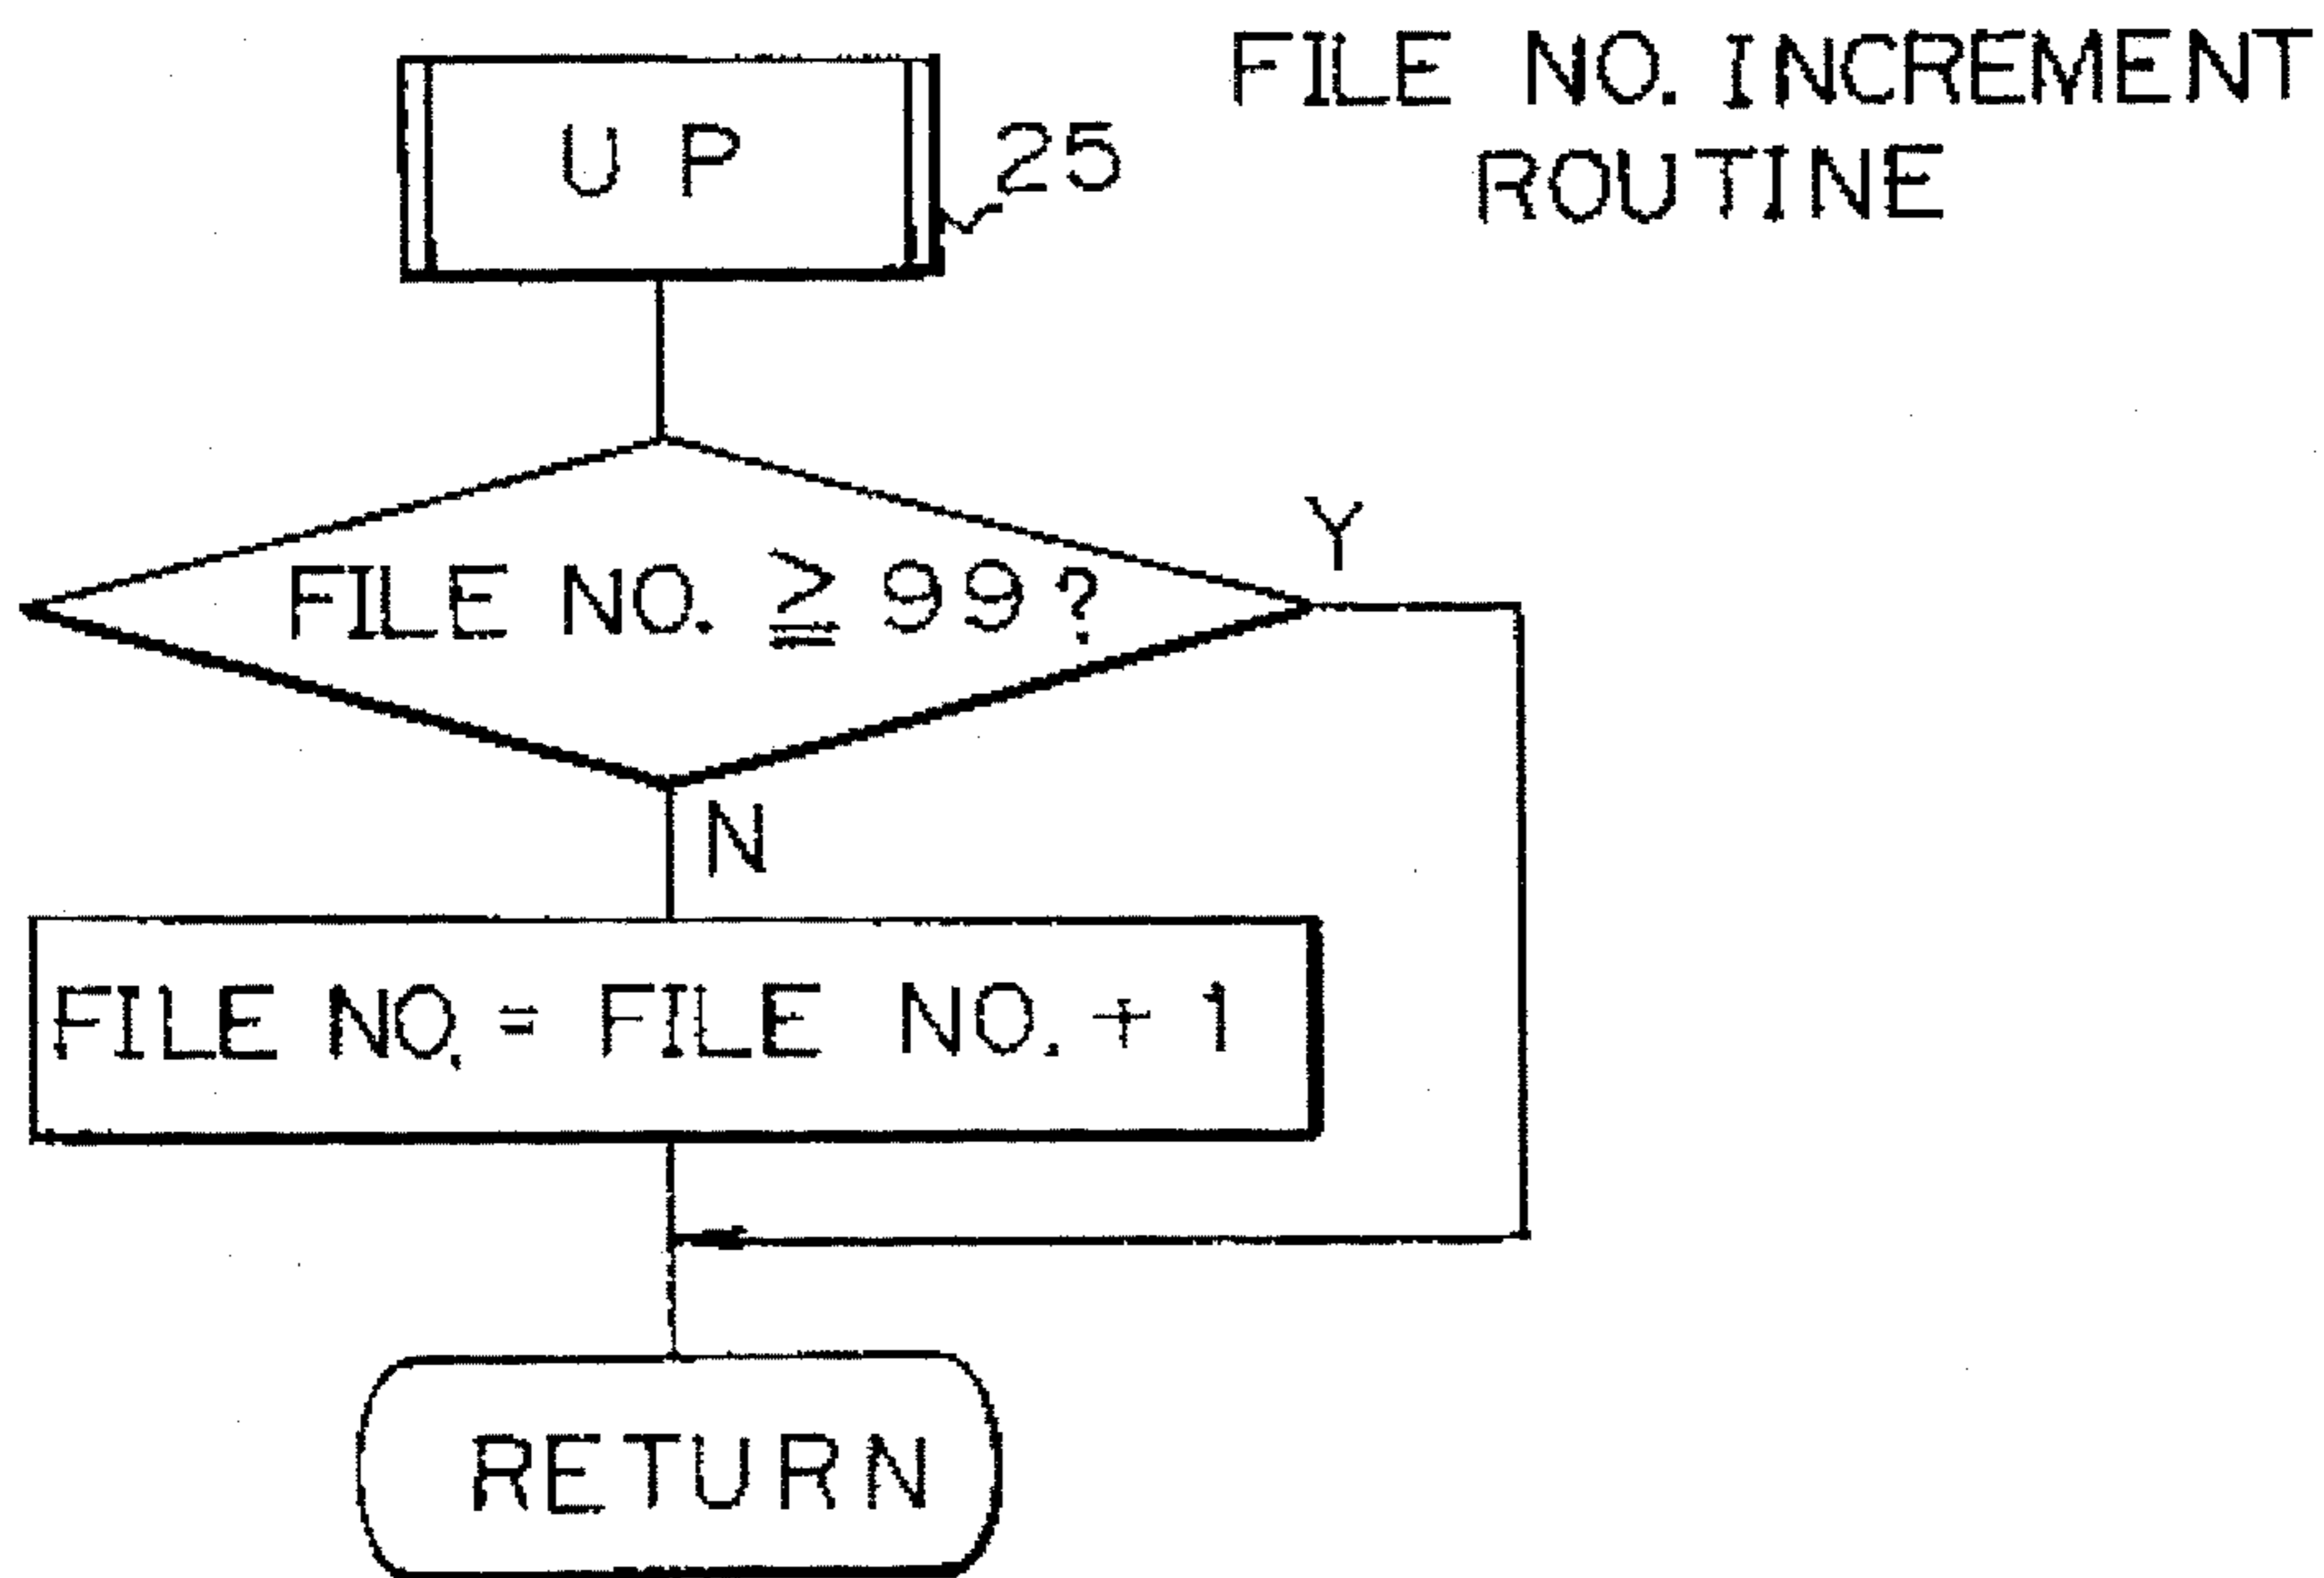 FILE NO. INCREMENT
ROUTINE
UP
25
FILE NO. ≧ 99?
Y
N
FILE NO. = FILE NO. + 1
RETURN